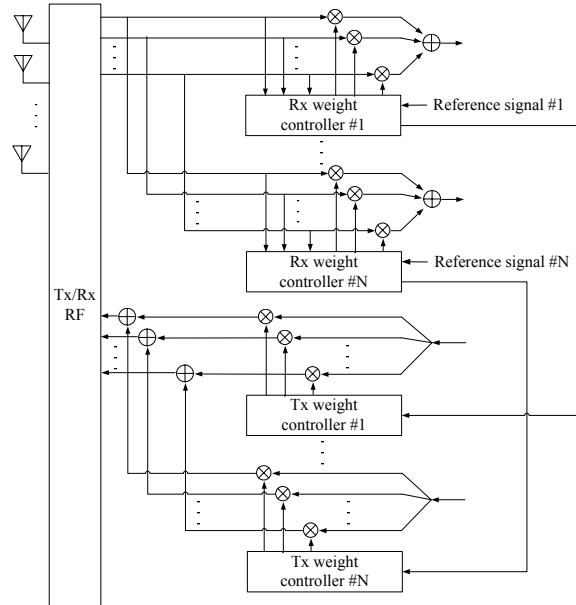 Rx weight
controller #1
Reference signal #1
Rx weight
controller #N
Reference signal #N
Tx/Rx
RF
Tx weight
controller #1
Tx weight
controller #N